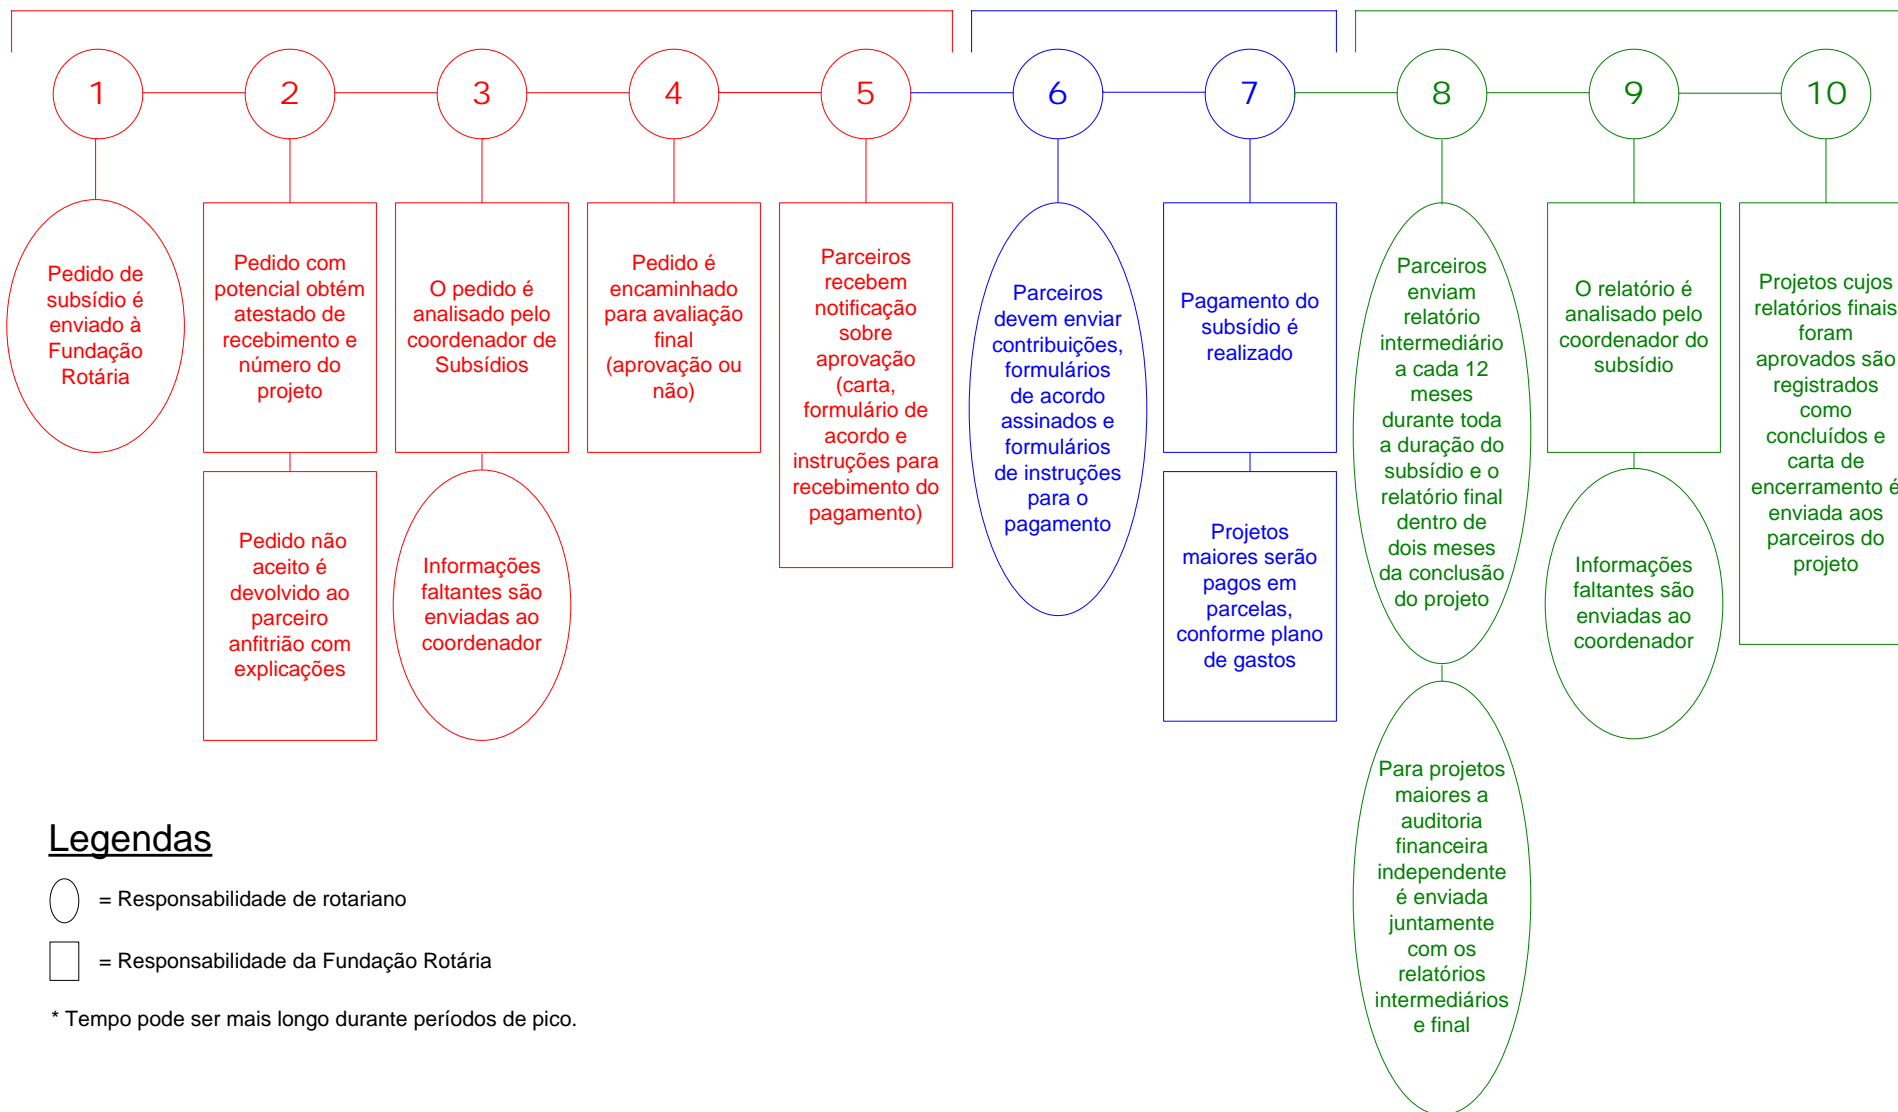 1
2
3
4
5
6
7
8
9
10
Pedido de
subsídio é
enviado à
Fundação
Rotária
Pedido com
potencial obtém
atestado de
recebimento e
número do
projeto
Pedido não
aceito é
devolvido ao
parceiro
anfitrião com
explicações
O pedido é
analisado pelo
coordenador de
Subsídios
Informações
faltantes são
enviadas ao
coordenador
Pedido é
encaminhado
para avaliação
final
(aprovação ou
não)
Parceiros
recebem
notificação
sobre
aprovação
(carta,
formulário de
acordo e
instruções para
recebimento do
pagamento)
Parceiros
devem enviar
contribuições,
formulários
de acordo
assinados e
formulários
de instruções
para o
pagamento
Pagamento do
subsídio é
realizado
Projetos
maiores serão
pagos em
parcelas,
conforme plano
de gastos
Parceiros
enviam
relatório
intermediário
a cada 12
meses
durante toda
a duração do
subsídio e o
relatório final
dentro de
dois meses
da conclusão
do projeto
Para projetos
maiores a
auditoria
financeira
independente
é enviada
juntamente
com os
relatórios
intermediários
e final
O relatório é
analisado pelo
coordenador do
subsídio
Informações
faltantes são
enviadas ao
coordenador
Projetos cujos
relatórios finais
foram
aprovados são
registrados
como
concluídos e
carta de
encerramento é
enviada aos
parceiros do
projeto
Legendas
= Responsabilidade de rotariano
= Responsabilidade da Fundação Rotária
* Tempo pode ser mais longo durante períodos de pico.